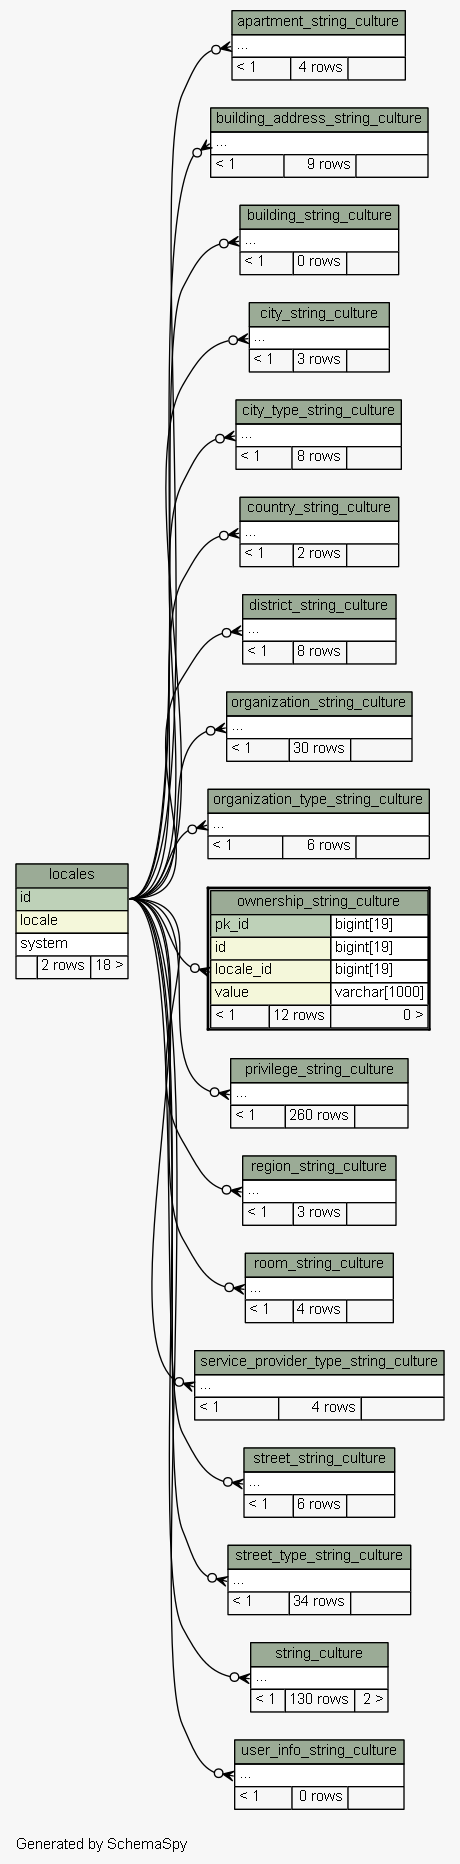 apartment_string_culture
...
< 1 4 rows
building_address_string_culture
...
< 1 9 rows
building_string_culture
...
< 1 0 rows
city_string_culture
...
< 1 3 rows
city_type_string_culture
...
< 1 8 rows
country_string_culture
...
< 1 2 rows
district_string_culture
...
< 1 8 rows
organization_string_culture
...
< 1 30 rows
organization_type_string_culture
...
< 1 6 rows
locales
id
locale
system
2 rows 18 >
ownership_string_culture
pk_id bigint[19]
id bigint[19]
locale_id bigint[19]
value varchar[1000]
< 1 12 rows 0 >
privilege_string_culture
...
< 1 260 rows
region_string_culture
...
< 1 3 rows
room_string_culture
...
< 1 4 rows
service_provider_type_string_culture
...
< 1 4 rows
street_string_culture
...
< 1 6 rows
street_type_string_culture
...
< 1 34 rows
string_culture
...
< 1 130 rows 2 >
user_info_string_culture
...
< 1 0 rows
Generated by SchemaSpy